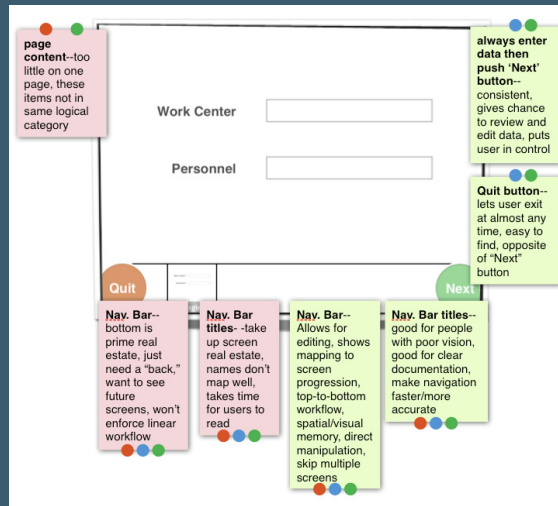 page
content--too
little on one
page, these
items not in
same logical
category
always enter
data then
push ‘Next’
button--
consistent,
gives chance
to review and
edit data, puts
user in control
Work Center
Personnel
Quit button--
lets user exit
at almost any
time, easy to
find, opposite
of “Next”
button
Quit
Next
Nav. Bar--
bottom is
prime real
estate, just
need a “back,”
want to see
future
screens, won’t
enforce linear
workflow
Nav. Bar
titles- -take
up screen
real estate,
names don’t
map well,
takes time
for users to
read
Nav. Bar--
Allows for
editing, shows
mapping to
screen
progression,
top-to-bottom
workflow,
spatial/visual
memory, direct
manipulation,
skip multiple
screens
Nav. Bar titles--
good for people
with poor vision,
good for clear
documentation,
make navigation
faster/more
accurate